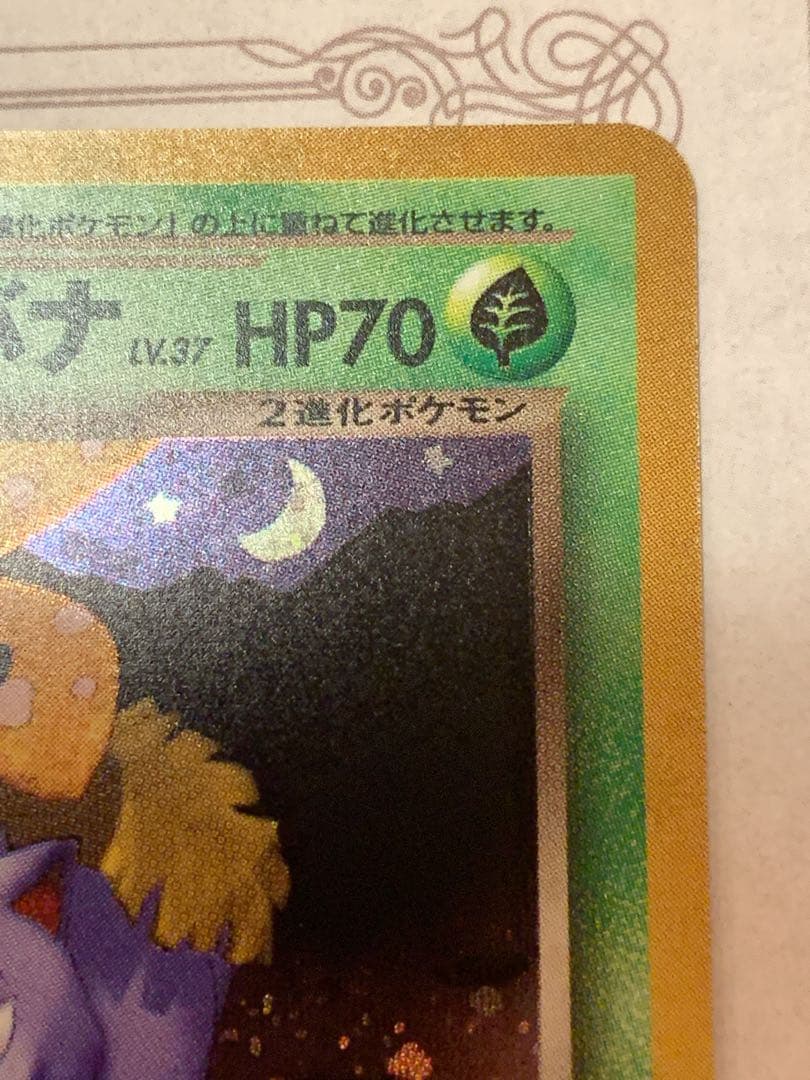 化ポケモン」の上に重ねて進化させます。
バナ LV.37 HP70
2進化ポケモン